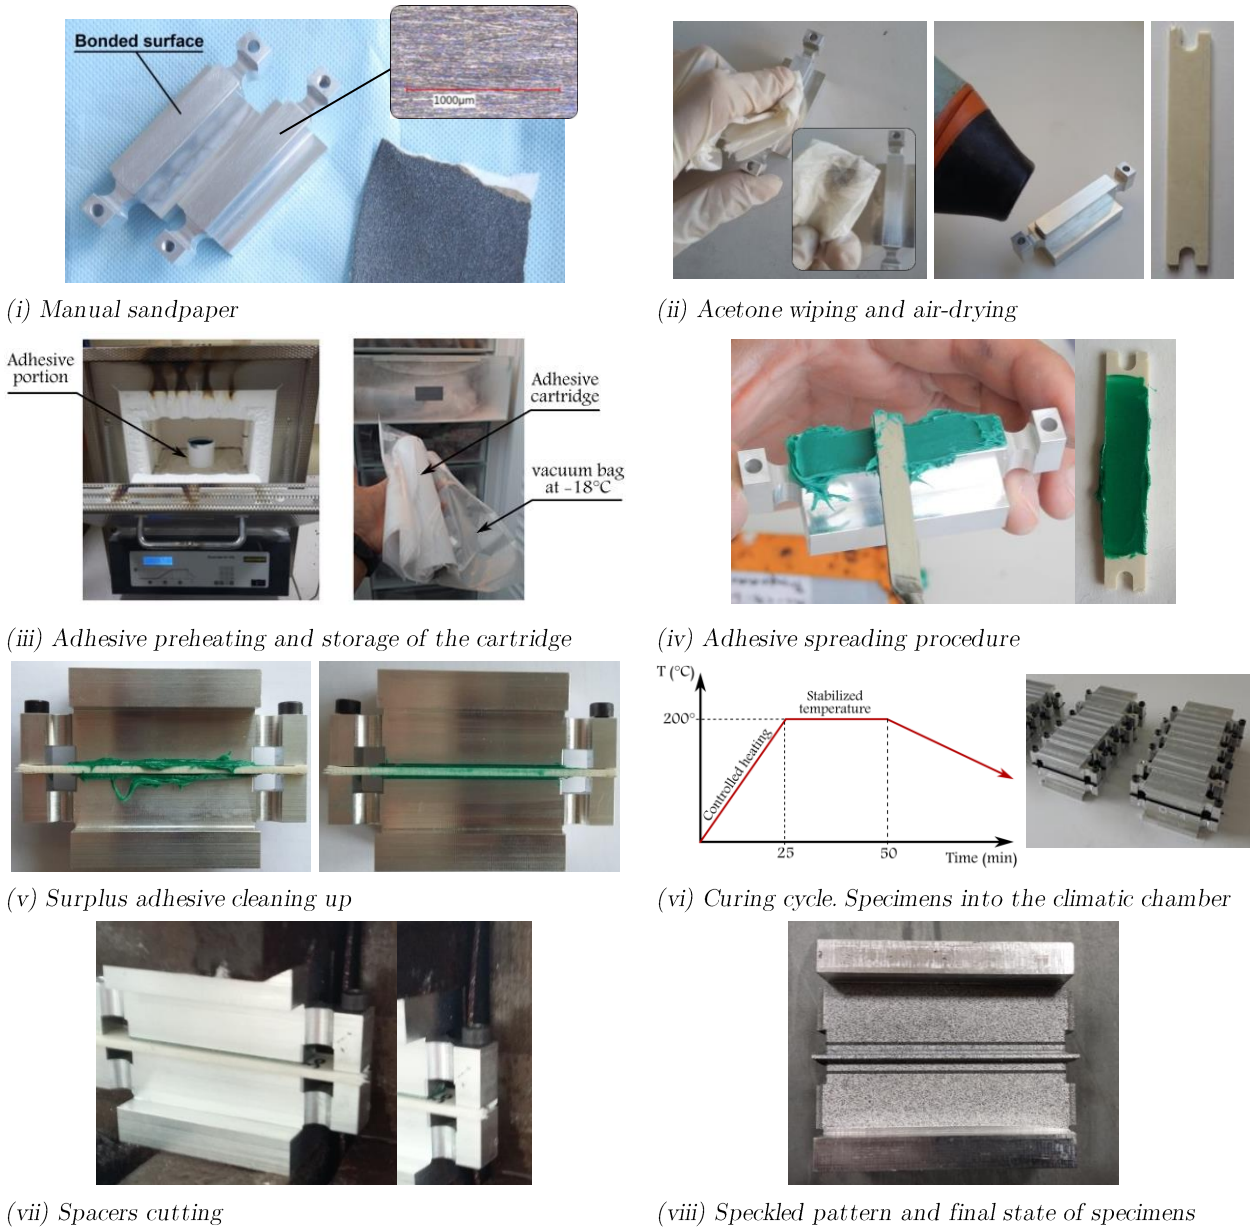 Bonded surface
1000µm
(i) Manual sandpaper
(ii) Acetone wiping and air-drying
Adhesive
portion
Adhesive
cartridge
vacuum bag
at -18°C
(iii) Adhesive preheating and storage of the cartridge
(iv) Adhesive spreading procedure
(v) Surplus adhesive cleaning up
T (°C)
200°
Controlled heating
Stabilized
temperature
25
50
Time (min)
(vi) Curing cycle. Specimens into the climatic chamber
(vii) Spacers cutting
(viii) Speckled pattern and final state of specimens